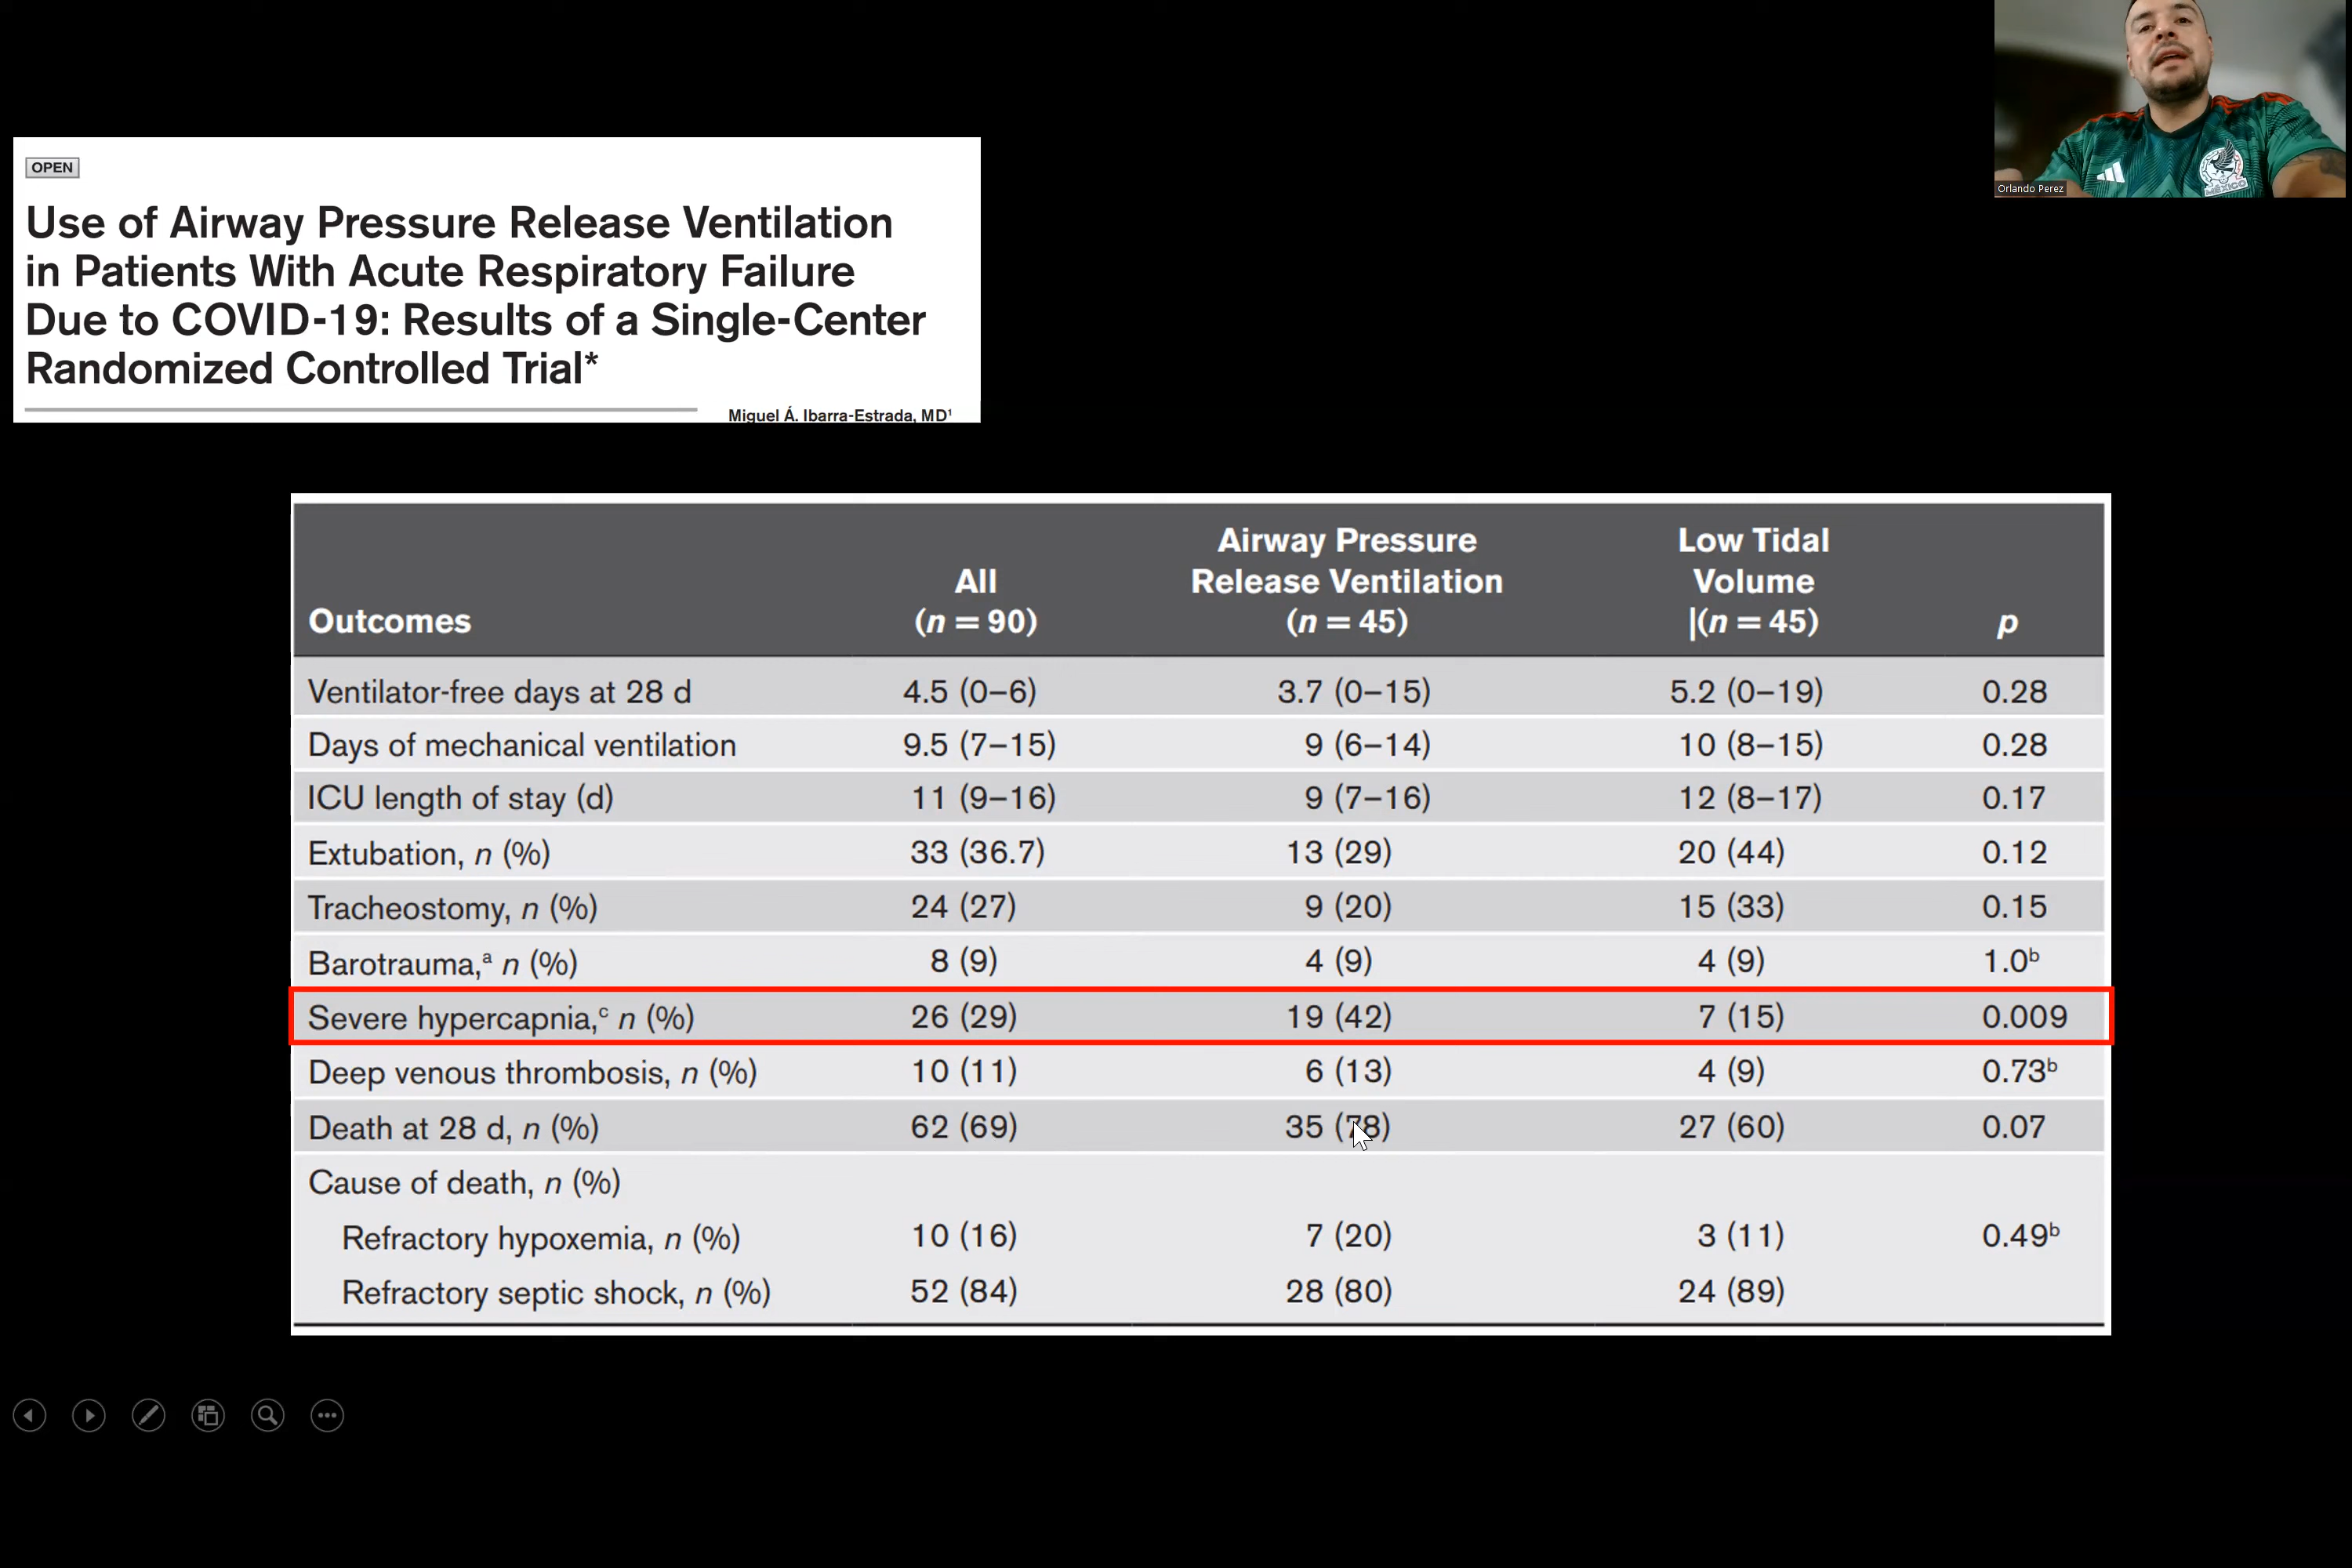 OPEN
Use of Airway Pressure Release Ventilation
in Patients With Acute Respiratory Failure
Due to COVID-19: Results of a Single-Center
Randomized Controlled Trial*
Miguel Á. Ibarra-Estrada, MD¹
Orlando Perez
MÉXICO
Outcomes All (n = 90) Airway Pressure Release Ventilation (n = 45) Low Tidal Volume |(n = 45) p
Ventilator-free days at 28 d 4.5 (0–6) 3.7 (0–15) 5.2 (0–19) 0.28
Days of mechanical ventilation 9.5 (7–15) 9 (6–14) 10 (8–15) 0.28
ICU length of stay (d) 11 (9–16) 9 (7–16) 12 (8–17) 0.17
Extubation, n (%) 33 (36.7) 13 (29) 20 (44) 0.12
Tracheostomy, n (%) 24 (27) 9 (20) 15 (33) 0.15
Barotrauma,ᵃ n (%) 8 (9) 4 (9) 4 (9) 1.0ᵇ
Severe hypercapnia,ᶜ n (%) 26 (29) 19 (42) 7 (15) 0.009
Deep venous thrombosis, n (%) 10 (11) 6 (13) 4 (9) 0.73ᵇ
Death at 28 d, n (%) 62 (69) 35 (78) 27 (60) 0.07
Cause of death, n (%)
Refractory hypoxemia, n (%) 10 (16) 7 (20) 3 (11) 0.49ᵇ
Refractory septic shock, n (%) 52 (84) 28 (80) 24 (89)